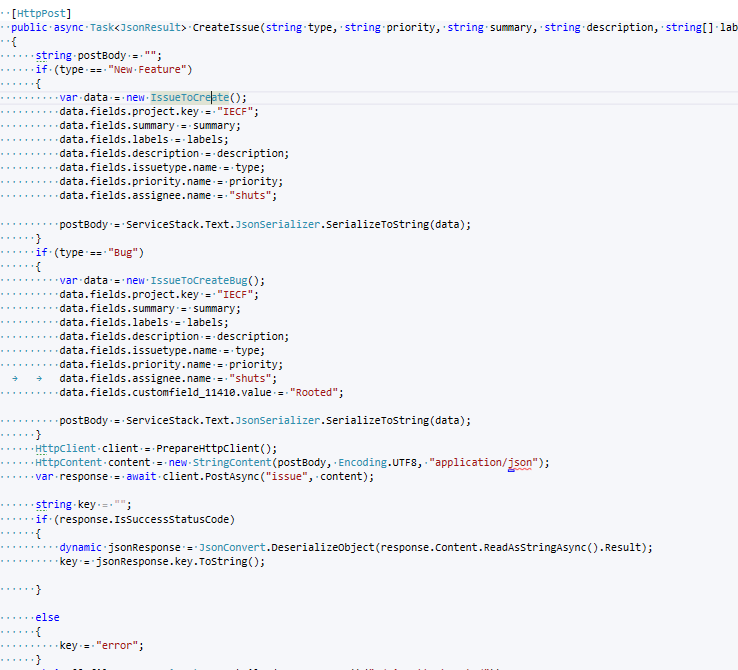 [HttpPost]
public async Task<JsonResult> CreateIssue(string type, string priority, string summary, string description, string[] lab
{
string postBody = "";
if (type == "New Feature")
{
var data = new IssueToCreate();
data.fields.project.key = "IECF";
data.fields.summary = summary;
data.fields.labels = labels;
data.fields.description = description;
data.fields.issuetype.name = type;
data.fields.priority.name = priority;
data.fields.assignee.name = "shuts";
postBody = ServiceStack.Text.JsonSerializer.SerializeToString(data);
}
if (type == "Bug")
{
var data = new IssueToCreateBug();
data.fields.project.key = "IECF";
data.fields.summary = summary;
data.fields.labels = labels;
data.fields.description = description;
data.fields.issuetype.name = type;
data.fields.priority.name = priority;
data.fields.assignee.name = "shuts";
data.fields.customfield_11410.value = "Rooted";
postBody = ServiceStack.Text.JsonSerializer.SerializeToString(data);
}
HttpClient client = PrepareHttpClient();
HttpContent content = new StringContent(postBody, Encoding.UTF8, "application/json");
var response = await client.PostAsync("issue", content);
string key = "";
if (response.IsSuccessStatusCode)
{
dynamic jsonResponse = JsonConvert.DeserializeObject(response.Content.ReadAsStringAsync().Result);
key = jsonResponse.key.ToString();
}
else
{
key = "error";
}